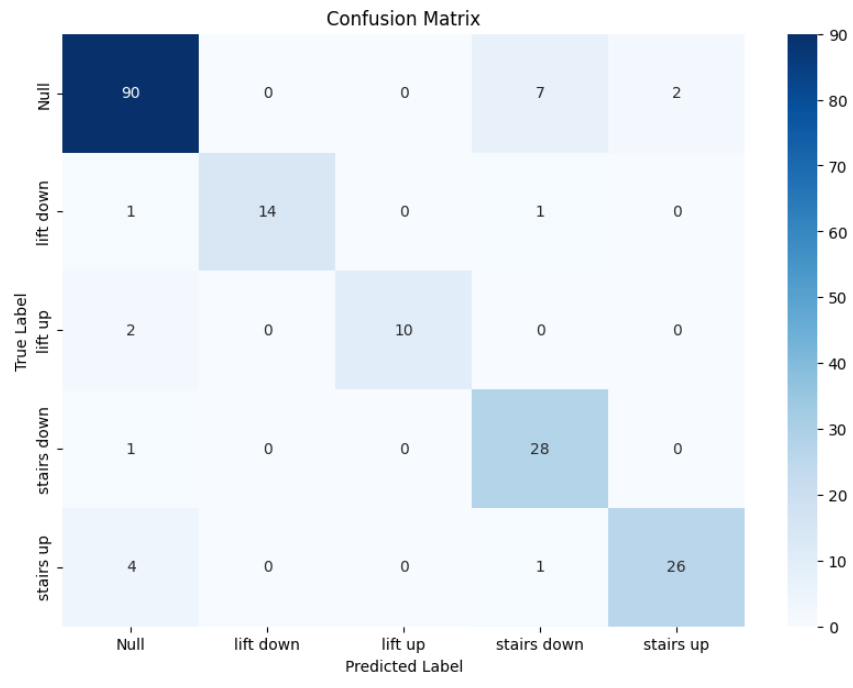 Confusion Matrix
True Label
Null 90 0 0 7 2
lift down 1 14 0 1 0
lift up 2 0 10 0 0
stairs down 1 0 0 28 0
stairs up 4 0 0 1 26
Null lift down lift up stairs down stairs up
Predicted Label
90
80
70
60
50
40
30
20
10
0